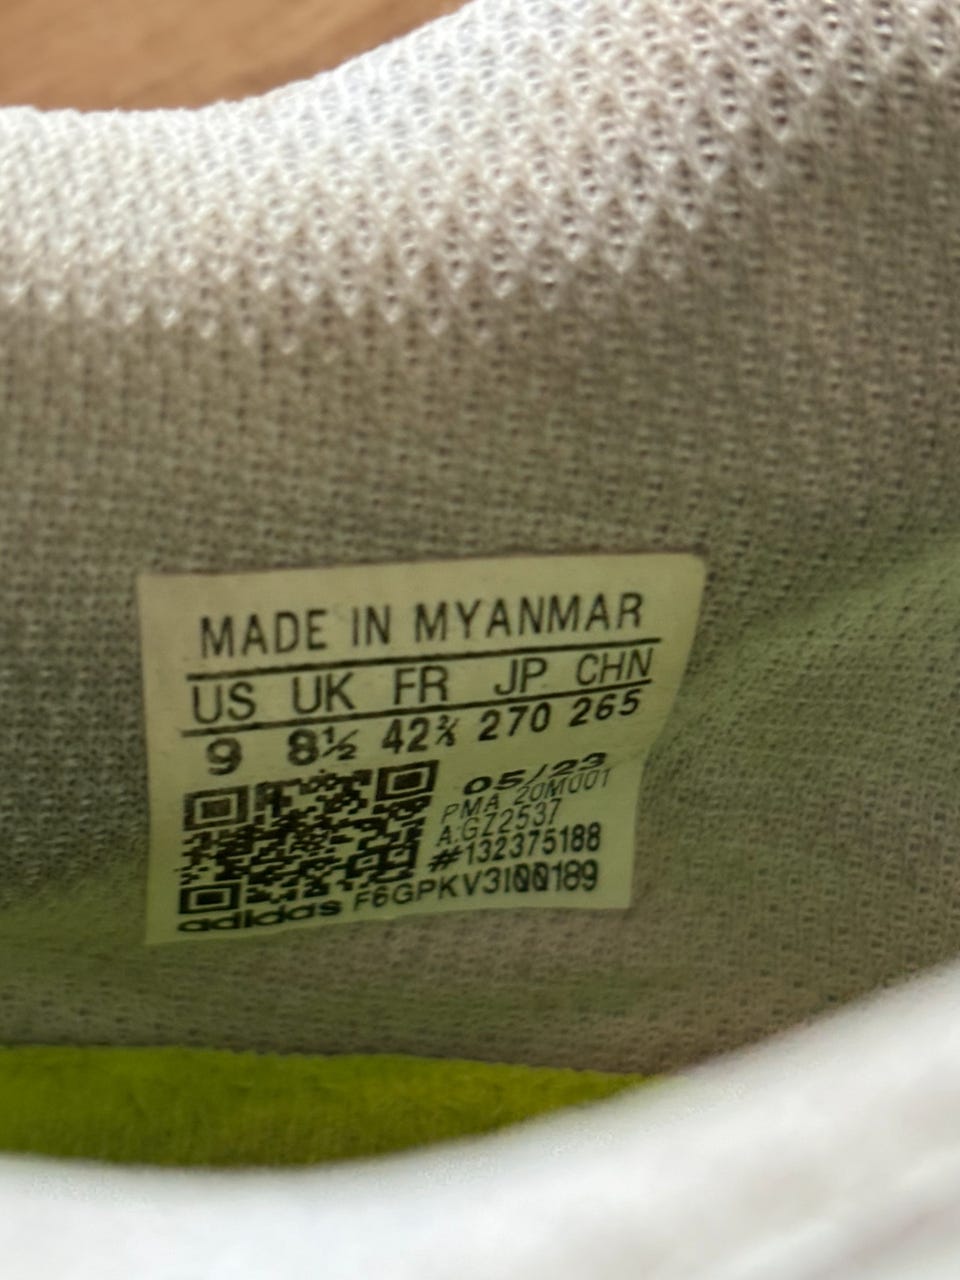 MADE IN MYANMAR
US UK FR JP CHN
9 8½ 42⅔ 270 265
05/23
PMA 20M001
A:GZ2537
#132375188
adidas F6GPKV3I00189